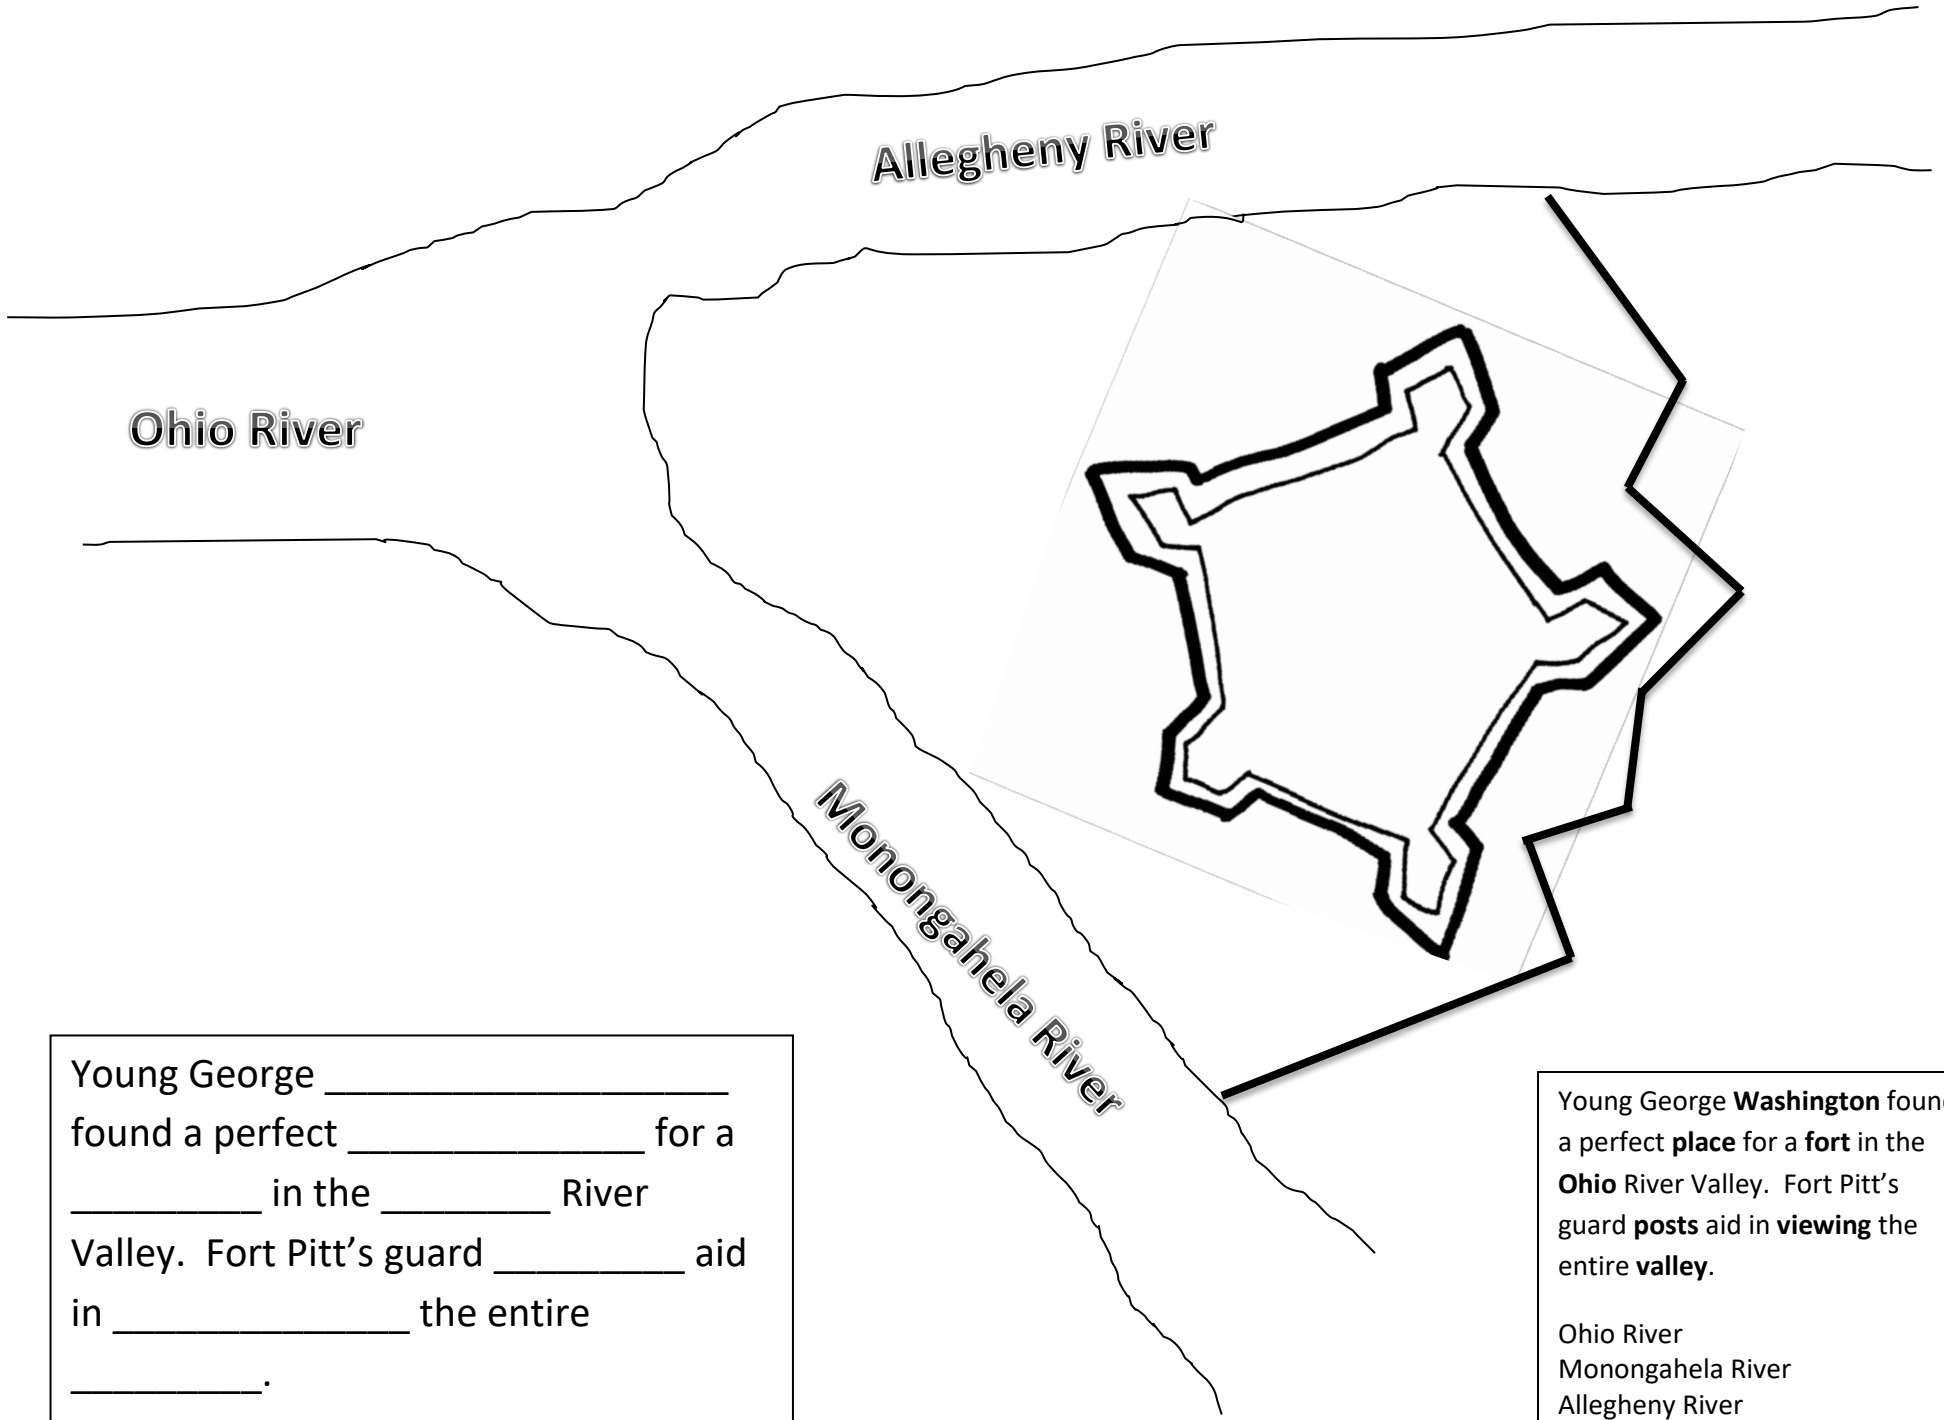 Allegheny River
Ohio River
Monongahela River
Young George ___________________
found a perfect ______________ for a
_________ in the ________ River
Valley.  Fort Pitt’s guard _________ aid
in ______________ the entire
_________.
Young George Washington foun
a perfect place for a fort in the
Ohio River Valley.  Fort Pitt’s
guard posts aid in viewing the
entire valley.
Ohio River
Monongahela River
Allegheny River